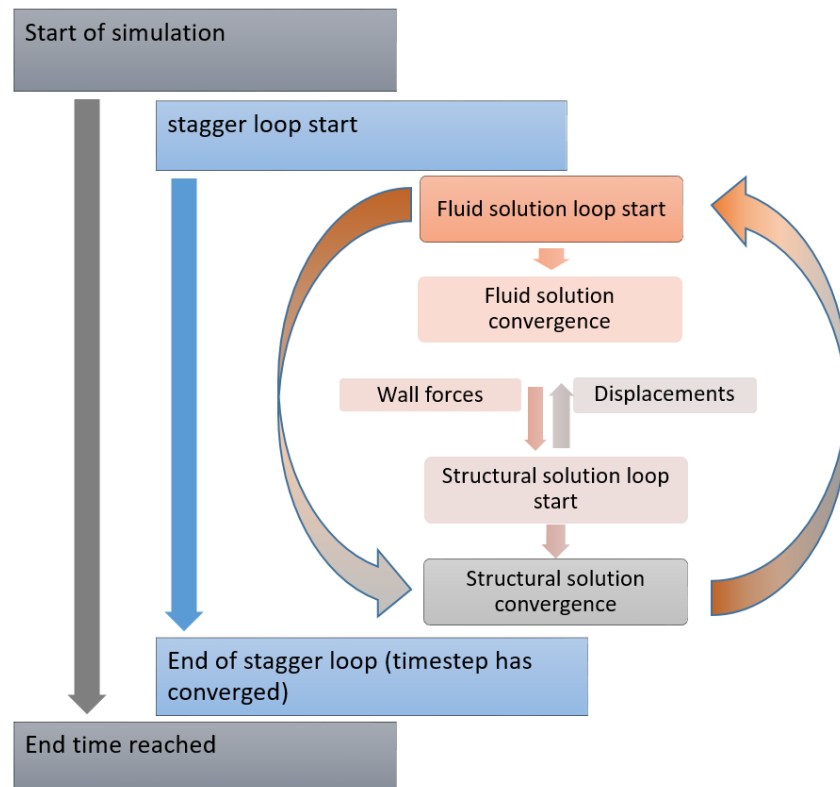 Start of simulation
stagger loop start
Fluid solution loop start
Fluid solution
convergence
Wall forces
Displacements
Structural solution loop
start
Structural solution
convergence
End of stagger loop (timestep has
converged)
End time reached